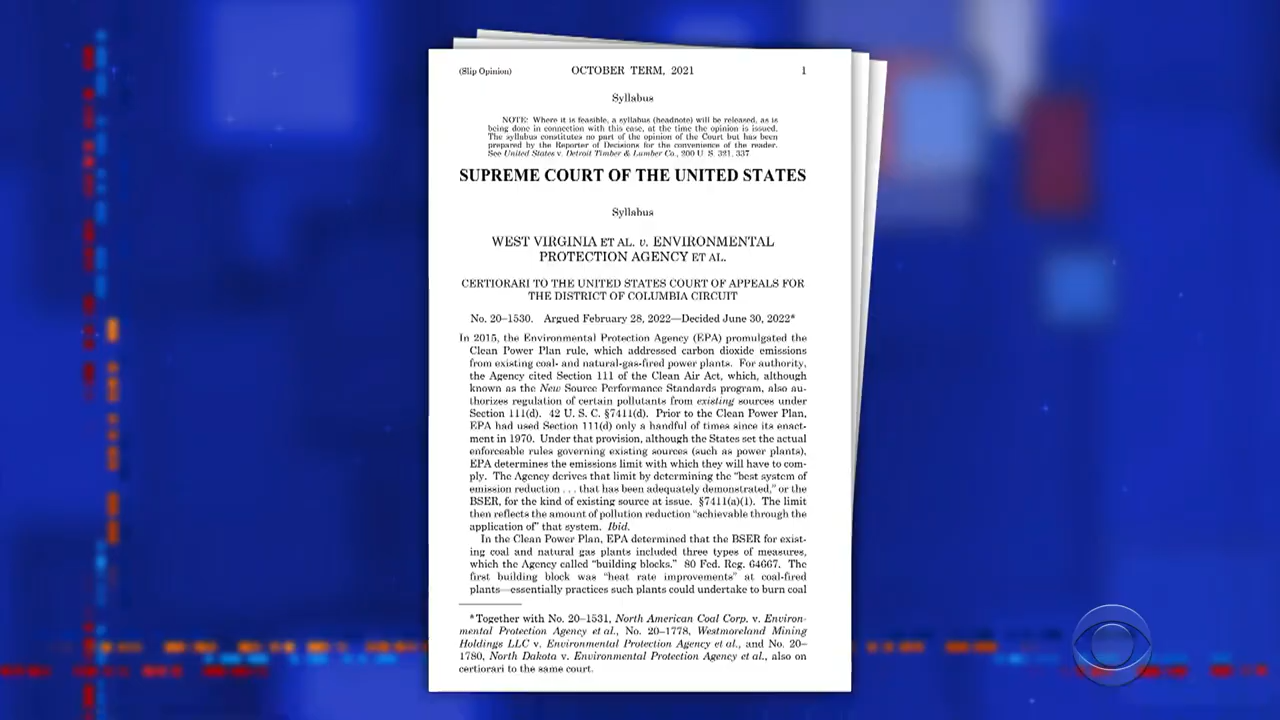 (Slip Opinion) OCTOBER TERM, 2021 1
Syllabus
NOTE: Where it is feasible, a syllabus (headnote) will be released, as is
being done in connection with this case, at the time the opinion is issued.
The syllabus constitutes no part of the opinion of the Court but has been
prepared by the Reporter of Decisions for the convenience of the reader.
See United States v. Detroit Timber & Lumber Co., 200 U. S. 321, 337
SUPREME COURT OF THE UNITED STATES
Syllabus
WEST VIRGINIA ET AL. v. ENVIRONMENTAL
PROTECTION AGENCY ET AL.
CERTIORARI TO THE UNITED STATES COURT OF APPEALS FOR
THE DISTRICT OF COLUMBIA CIRCUIT
No. 20–1530. Argued February 28, 2022—Decided June 30, 2022*
In 2015, the Environmental Protection Agency (EPA) promulgated the
Clean Power Plan rule, which addressed carbon dioxide emissions
from existing coal- and natural-gas-fired power plants. For authority,
the Agency cited Section 111 of the Clean Air Act, which, although
known as the New Source Performance Standards program, also au-
thorizes regulation of certain pollutants from existing sources under
Section 111(d). 42 U. S. C. §7411(d). Prior to the Clean Power Plan,
EPA had used Section 111(d) only a handful of times since its enact-
ment in 1970. Under that provision, although the States set the actual
enforceable rules governing existing sources (such as power plants),
EPA determines the emissions limit with which they will have to com-
ply. The Agency derives that limit by determining the “best system of
emission reduction . . . that has been adequately demonstrated,” or the
BSER, for the kind of existing source at issue. §7411(a)(1). The limit
then reflects the amount of pollution reduction “achievable through the
application of” that system. Ibid.
In the Clean Power Plan, EPA determined that the BSER for exist-
ing coal and natural gas plants included three types of measures,
which the Agency called “building blocks.” 80 Fed. Reg. 64667. The
first building block was “heat rate improvements” at coal-fired
plants—essentially practices such plants could undertake to burn coal
*Together with No. 20–1531, North American Coal Corp. v. Environ-
mental Protection Agency et al., No. 20–1778, Westmoreland Mining
Holdings LLC v. Environmental Protection Agency et al., and No. 20–
1780, North Dakota v. Environmental Protection Agency et al., also on
certiorari to the same court.